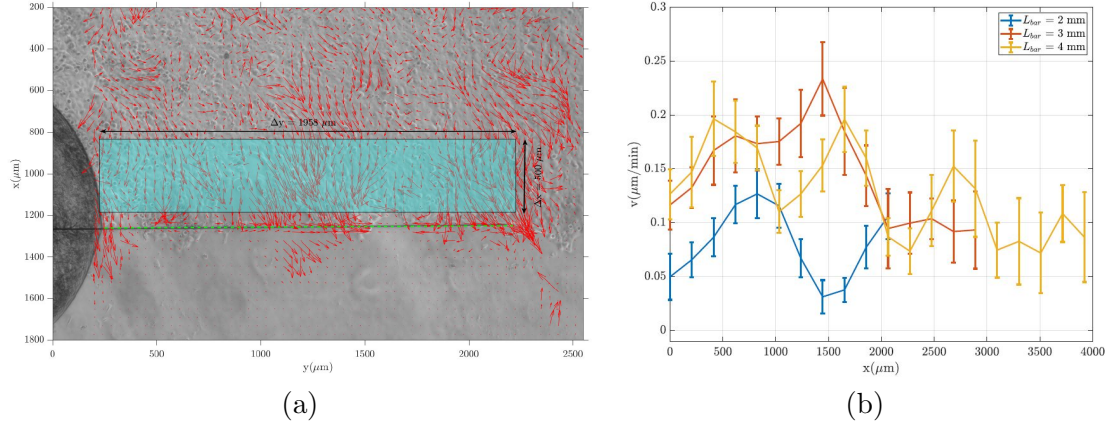 200
400
600
800
1000
1200
1400
1600
1800
x(μm)
Δy = 1958 μm
Δx = 500 μm
0
500
1000
1500
2000
2500
y(μm)
(a)
0.3
0.25
0.2
0.15
0.1
0.05
0
v(μm/min)
L_bar = 2 mm
L_bar = 3 mm
L_bar = 4 mm
0
500
1000
1500
2000
2500
3000
3500
4000
x(μm)
(b)